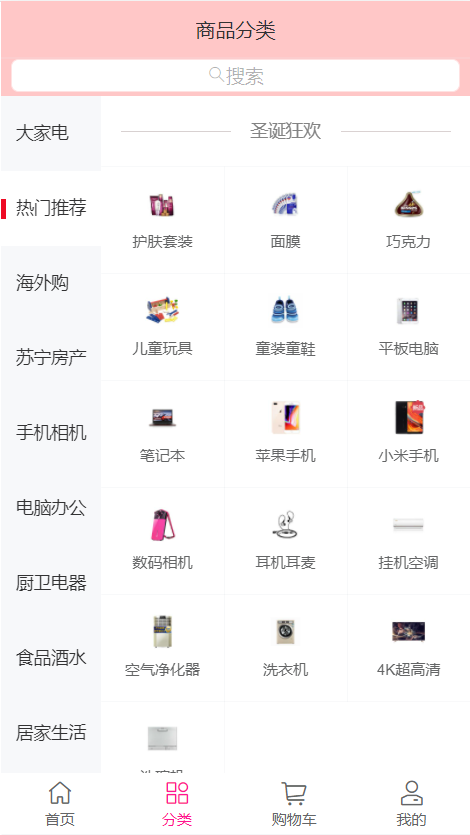 商品分类
搜索
大家电
热门推荐
海外购
苏宁房产
手机相机
电脑办公
厨卫电器
食品酒水
居家生活
圣诞狂欢
护肤套装
面膜
巧克力
儿童玩具
童装童鞋
平板电脑
笔记本
苹果手机
小米手机
数码相机
耳机耳麦
挂机空调
空气净化器
洗衣机
4K超高清
洗碗机
首页
分类
购物车
我的